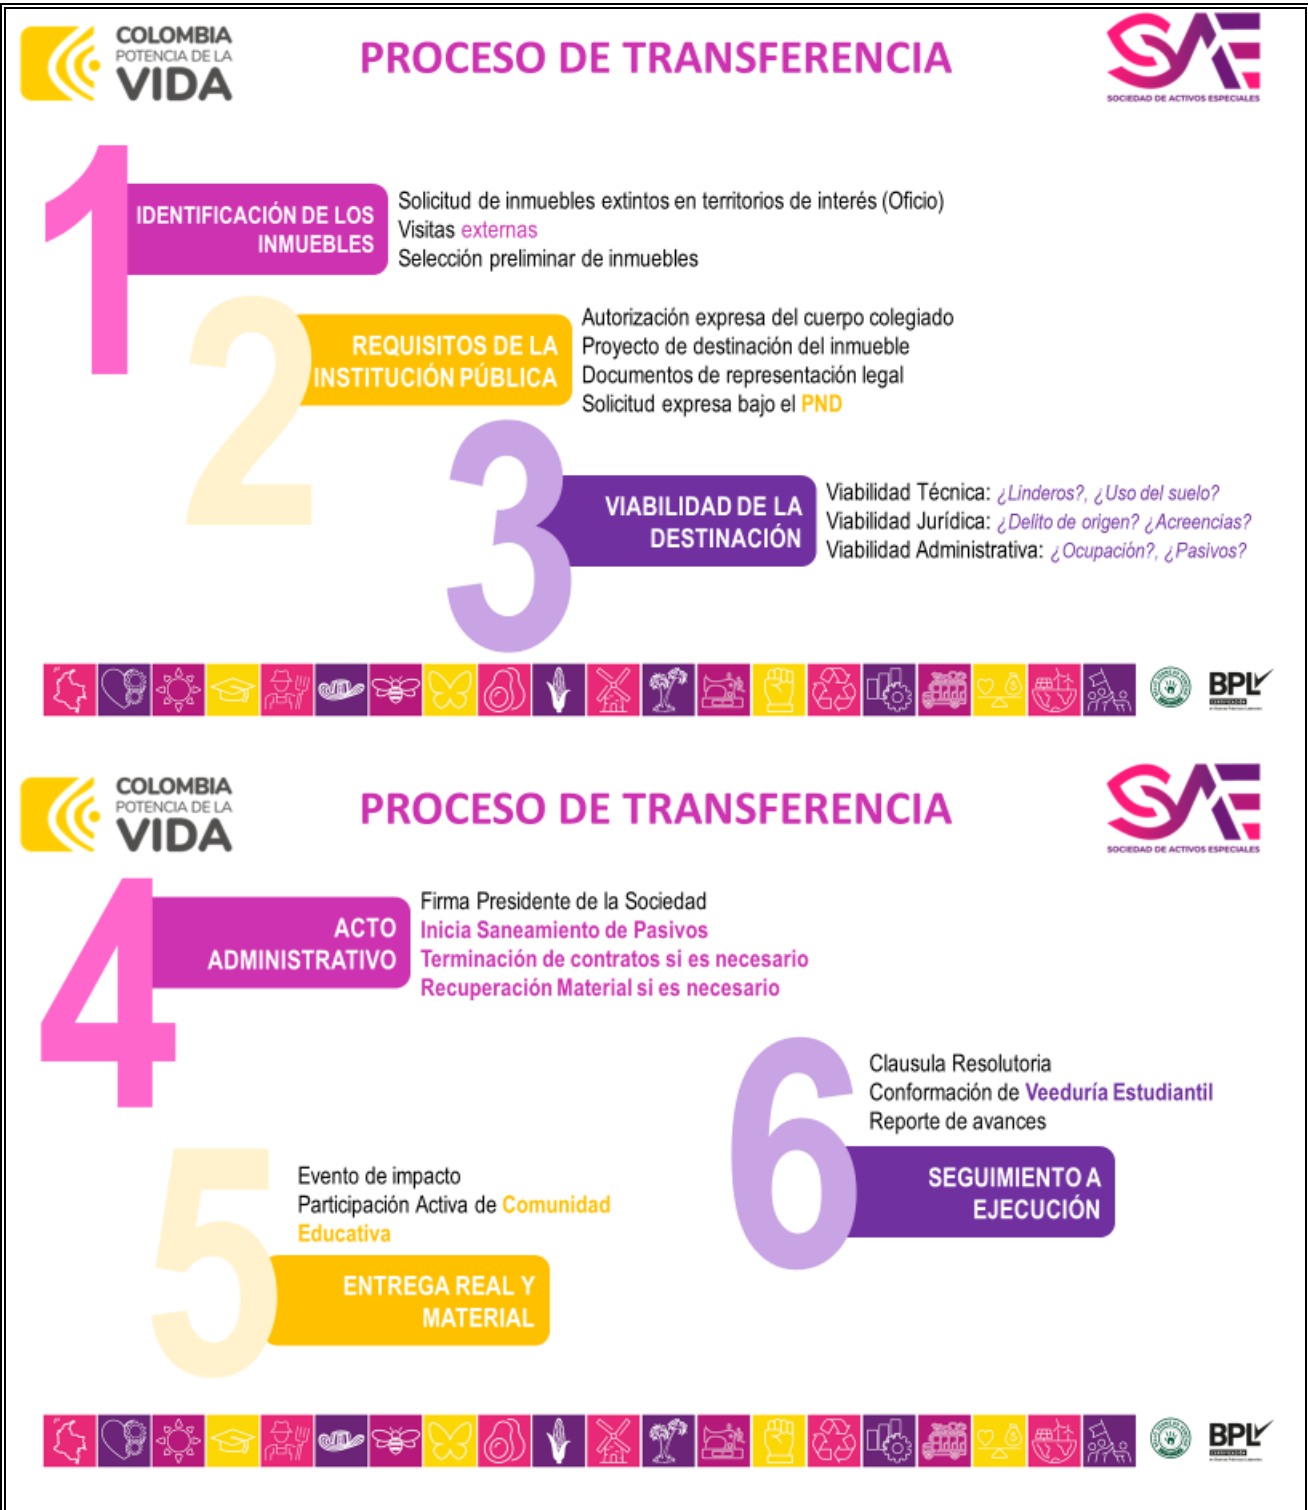 COLOMBIA
POTENCIA DE LA
VIDA
PROCESO DE TRANSFERENCIA
SAE
SOCIEDAD DE ACTIVOS ESPECIALES
1
IDENTIFICACIÓN DE LOS
INMUEBLES
Solicitud de inmuebles extintos en territorios de interés (Oficio)
Visitas externas
Selección preliminar de inmuebles
2
REQUISITOS DE LA
INSTITUCIÓN PÚBLICA
Autorización expresa del cuerpo colegiado
Proyecto de destinación del inmueble
Documentos de representación legal
Solicitud expresa bajo el PND
3
VIABILIDAD DE LA
DESTINACIÓN
Viabilidad Técnica: ¿Linderos?, ¿Uso del suelo?
Viabilidad Jurídica: ¿Delito de origen? ¿Acreencias?
Viabilidad Administrativa: ¿Ocupación?, ¿Pasivos?
BPL
CERTIFICACIÓN
COLOMBIA
POTENCIA DE LA
VIDA
PROCESO DE TRANSFERENCIA
SAE
SOCIEDAD DE ACTIVOS ESPECIALES
4
ACTO
ADMINISTRATIVO
Firma Presidente de la Sociedad
Inicia Saneamiento de Pasivos
Terminación de contratos si es necesario
Recuperación Material si es necesario
5
Evento de impacto
Participación Activa de Comunidad
Educativa
ENTREGA REAL Y
MATERIAL
6
Clausula Resolutoria
Conformación de Veeduría Estudiantil
Reporte de avances
SEGUIMIENTO A
EJECUCIÓN
BPL
CERTIFICACIÓN